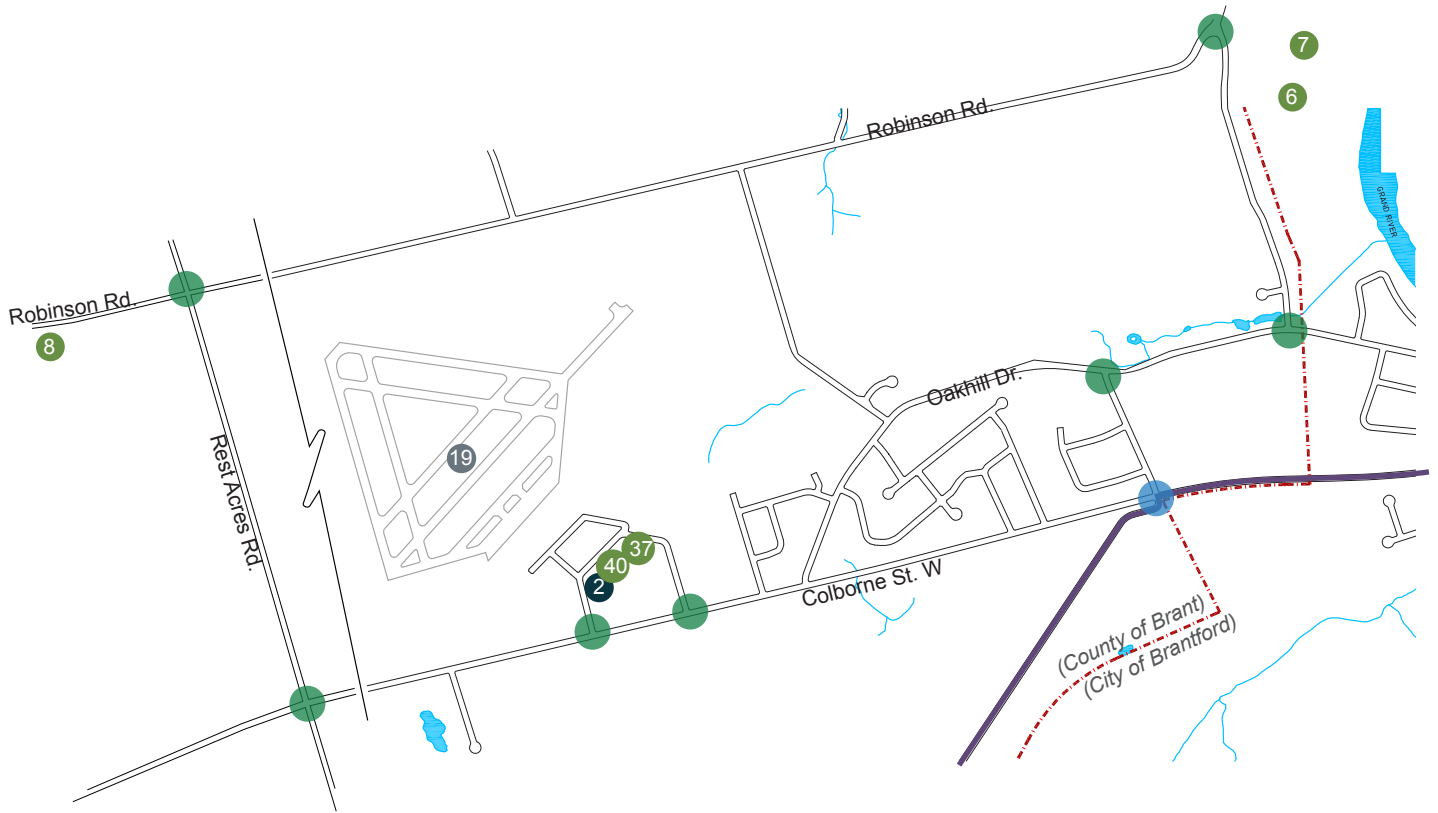 7
6
Robinson Rd.
GRAND RIVER
Robinson Rd.
8
Oakhill Dr.
19
Rest Acres Rd.
37
40
2
Colborne St. W
(County of Brant)
(City of Brantford)